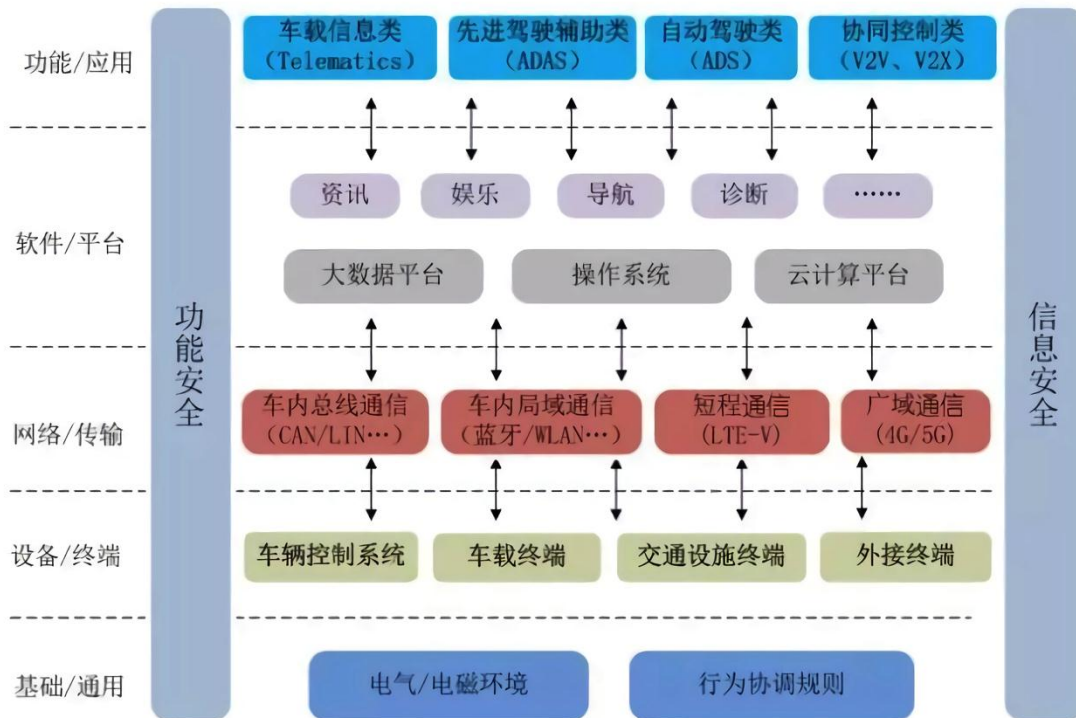 功能/应用
车载信息类
（Telematics）
先进驾驶辅助类
（ADAS）
自动驾驶类
（ADS）
协同控制类
（V2V、V2X）
软件/平台
资讯
娱乐
导航
诊断
……
大数据平台
操作系统
云计算平台
功能安全
信息安全
网络/传输
车内总线通信
（CAN/LIN…）
车内局域通信
（蓝牙/WLAN…）
短程通信
(LTE-V)
广域通信
(4G/5G)
设备/终端
车辆控制系统
车载终端
交通设施终端
外接终端
基础/通用
电气/电磁环境
行为协调规则